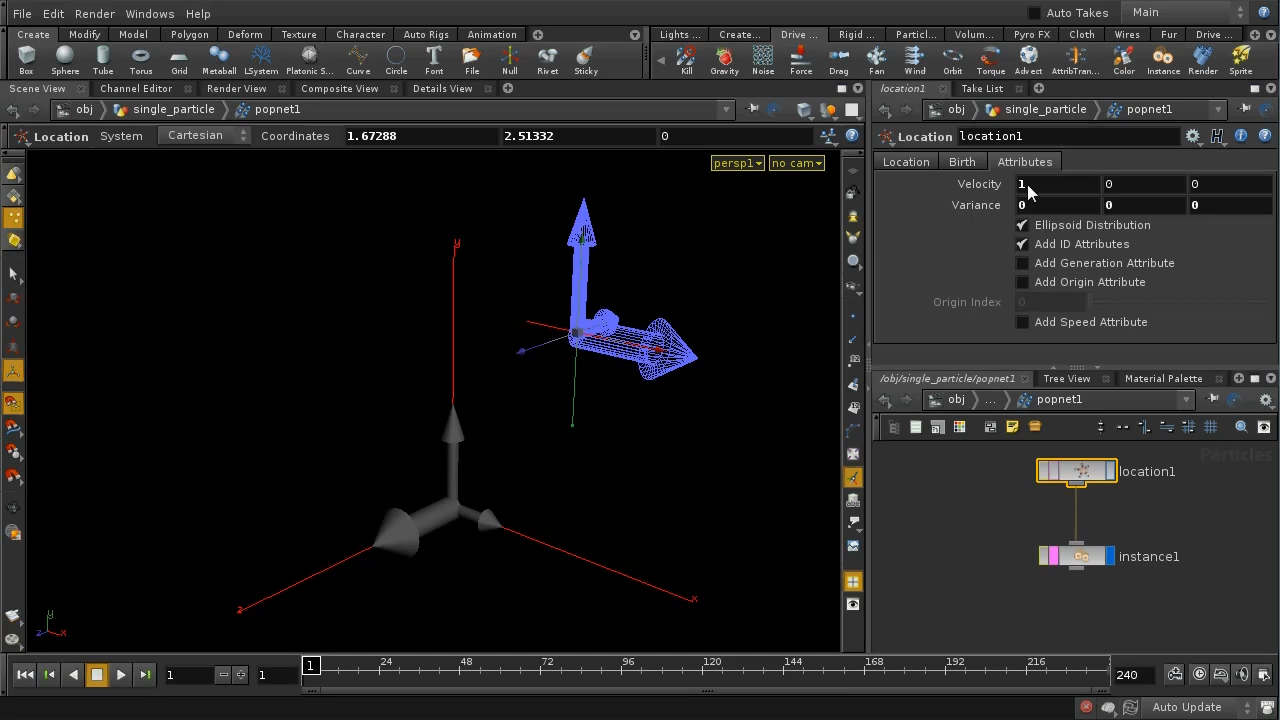 File Edit Render Windows Help Auto Takes Main
Create Modify Model Polygon Deform Texture Character Auto Rigs Animation Lights ... Create... Drive ... Rigid ... Particl... Volum... Pyro FX Cloth Wires Fur Drive ...
Box Sphere Tube Torus Grid Metaball LSystem Platonic S... Curve Circle Font File Null Rivet Sticky Kill Gravity Noise Force Drag Fan Wind Orbit Torque Advect AttribTran... Color Instance Render Sprite
Scene View Channel Editor Render View Composite View Details View location1 Take List
obj single_particle popnet1 obj single_particle popnet1
Location System Cartesian Coordinates 1.67288 2.51332 0 Location location1
persp1 no cam
Location Birth Attributes
Velocity 1 0 0
Variance 0 0 0
Ellipsoid Distribution
Add ID Attributes
Add Generation Attribute
Add Origin Attribute
Origin Index 0
Add Speed Attribute
y
z
x
y
z x
/obj/single_particle/popnet1 Tree View Material Palette
obj ... popnet1
Particles
location1
instance1
1 1 1 24 48 72 96 120 144 168 192 216 240
Auto Update